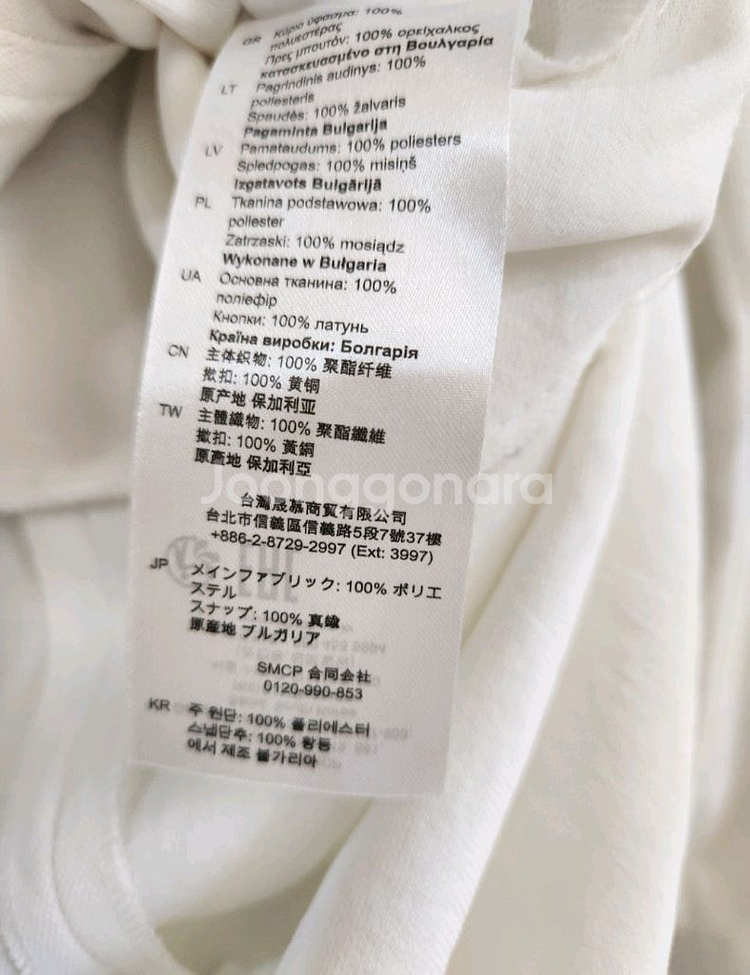 GR Κύριο ύφασμα: 100%
πολυεστέρας
Πρες μπουτόν: 100% ορείχαλκος
κατασκευασμένο στη Βουλγαρία
LT Pagrindinis audinys: 100%
poliesteris
Spaudės: 100% žalvaris
Pagaminta Bulgarija
LV Pamataudums: 100% poliesters
Spiedpogas: 100% misiņš
Izgatavots Bulgārijā
PL Tkanina podstawowa: 100%
poliester
Zatrzaski: 100% mosiądz
Wykonane w Bułgaria
UA Основна тканина: 100%
поліефір
Кнопки: 100% латунь
Країна виробки: Болгарія
CN 主体织物: 100% 聚酯纤维
揿扣: 100% 黄铜
原产地 保加利亚
TW 主體織物: 100% 聚酯纖維
撳扣: 100% 黃銅
原產地 保加利亞
Joonggonara
台灣晟慕商貿有限公司
台北市信義區信義路5段7號37樓
+886-2-8729-2997 (Ext: 3997)
JP メインファブリック: 100% ポリエ
ステル
スナップ: 100% 真鍮
原産地 ブルガリア
SMCP 合同会社
0120-990-853
KR 주 원단: 100% 폴리에스터
스냅단추: 100% 황동
에서 제조 불가리아